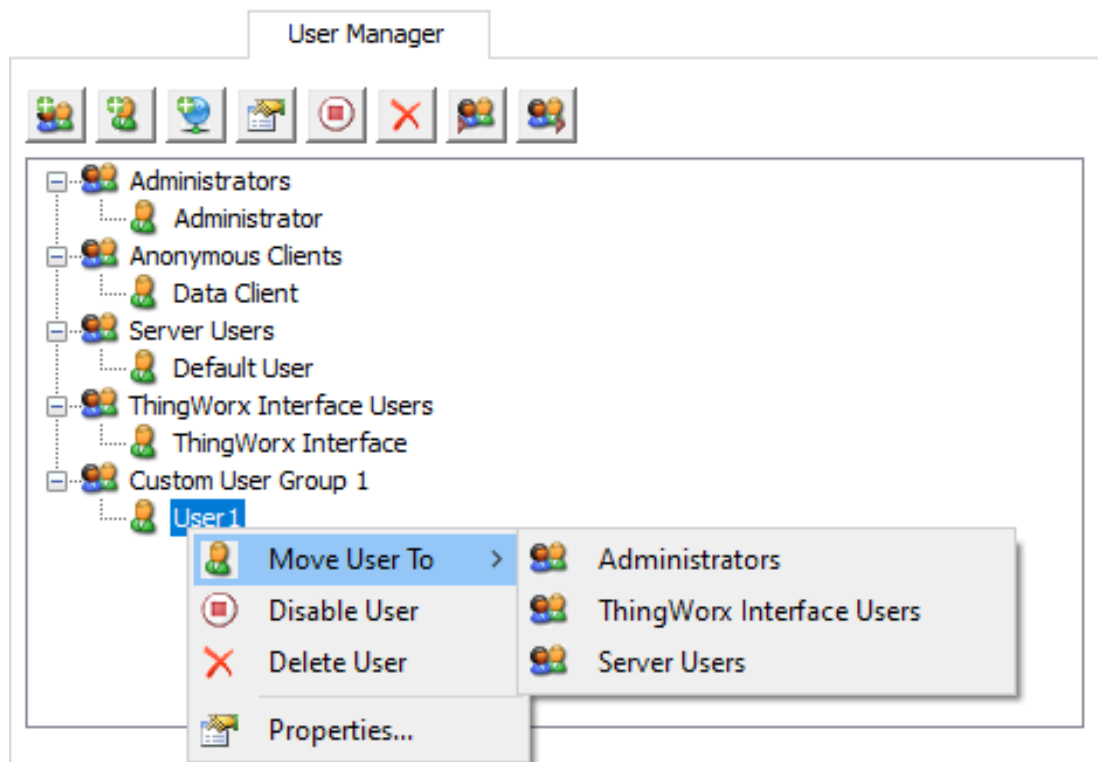 User Manager
Administrators
Administrator
Anonymous Clients
Data Client
Server Users
Default User
ThingWorx Interface Users
ThingWorx Interface
Custom User Group 1
User1
Move User To
Administrators
Disable User
ThingWorx Interface Users
Delete User
Server Users
Properties...